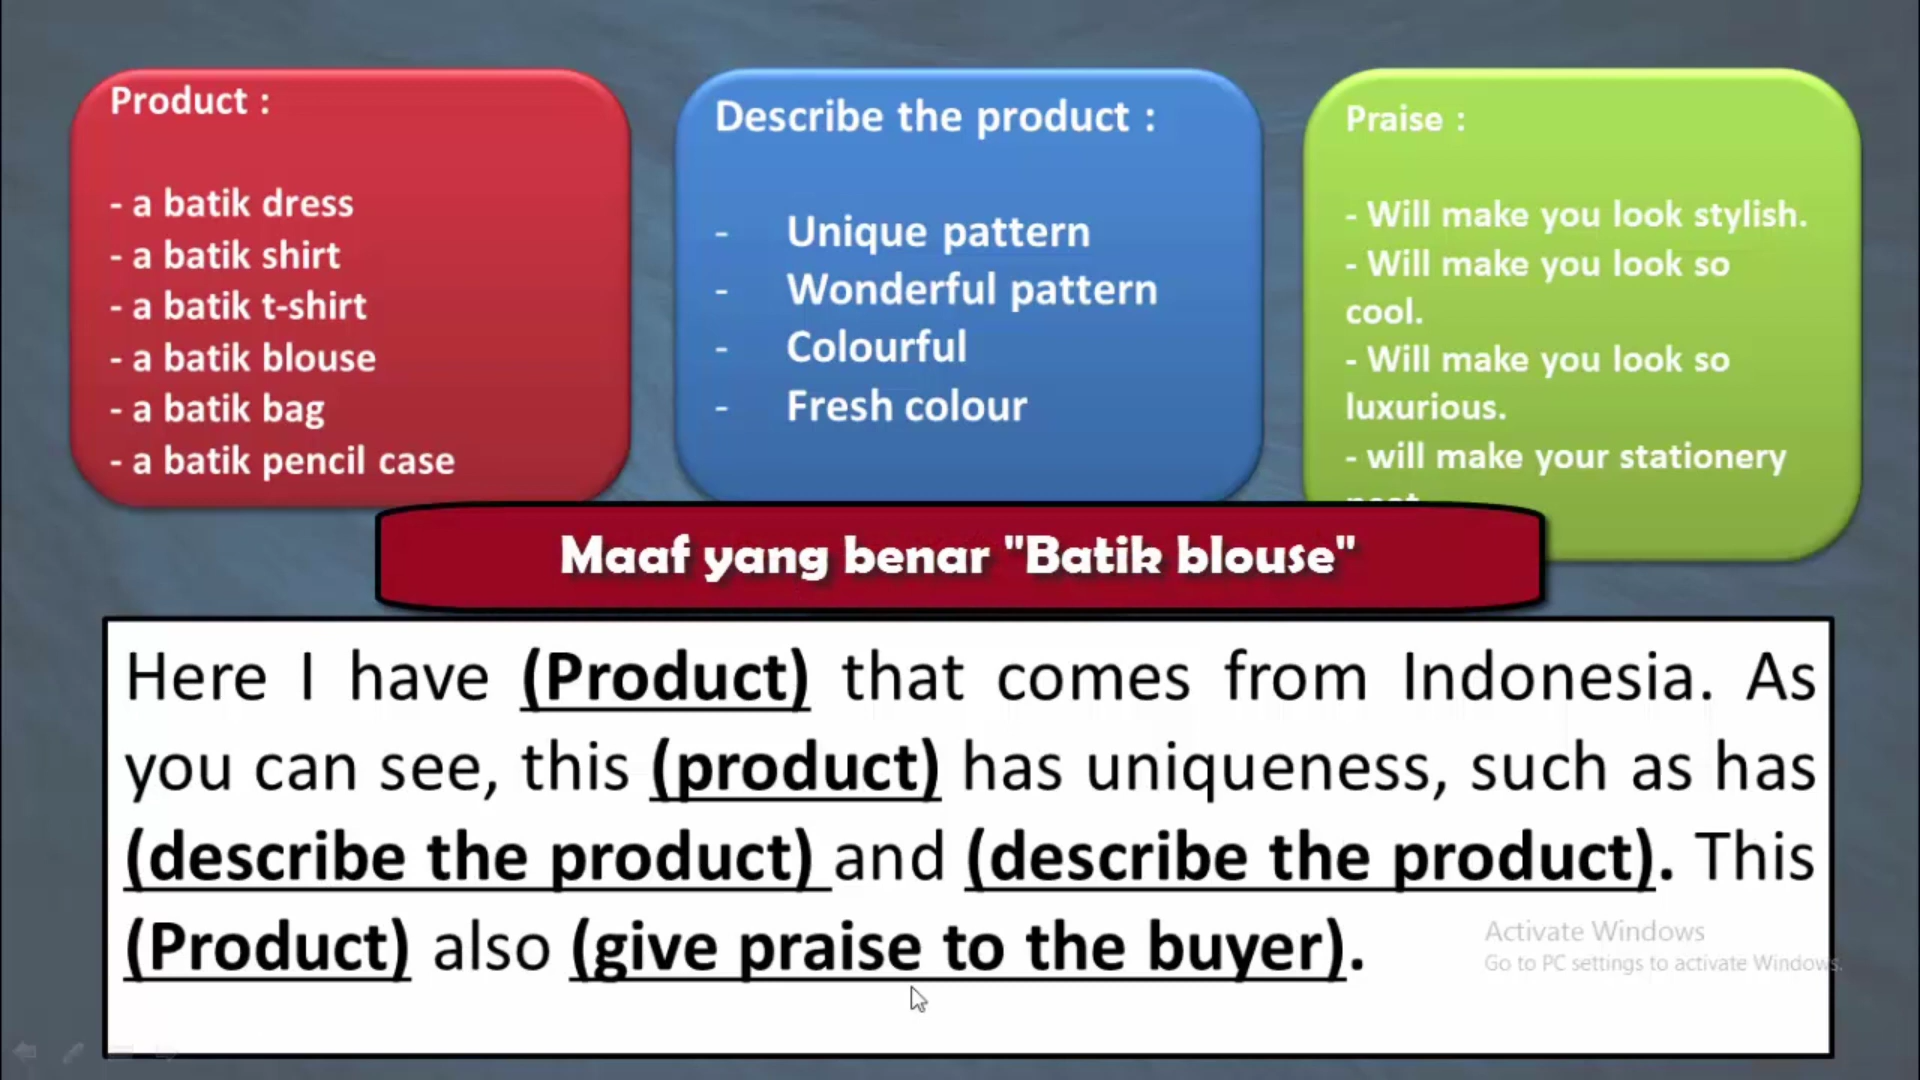 Product :
- a batik dress
- a batik shirt
- a batik t-shirt
- a batik blouse
- a batik bag
- a batik pencil case
Describe the product :
- Unique pattern
- Wonderful pattern
- Colourful
- Fresh colour
Praise :
- Will make you look stylish.
- Will make you look so
cool.
- Will make you look so
luxurious.
- will make your stationery
Maaf yang benar "Batik blouse"
Here I have (Product) that comes from Indonesia. As
you can see, this (product) has uniqueness, such as has
(describe the product) and (describe the product). This
(Product) also (give praise to the buyer).
Activate Windows
Go to PC settings to activate Windows.